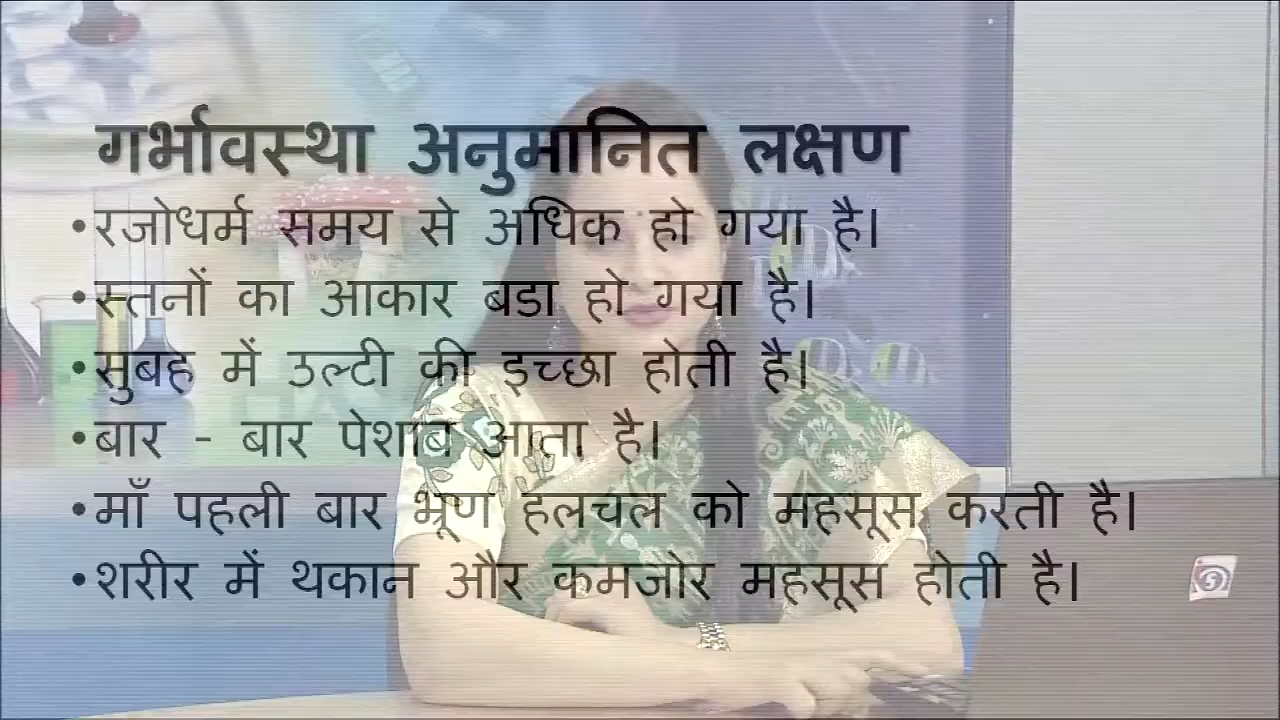 गर्भावस्था अनुमानित लक्षण
•रजोधर्म समय से अधिक हो गया है।
•स्तनों का आकार बडा हो गया है।
•सुबह में उल्टी की इच्छा होती है।
•बार - बार पेशाब आता है।
•माँ पहली बार भ्रूण हलचल को महसूस करती है।
•शरीर में थकान और कमजोर महसूस होती है।